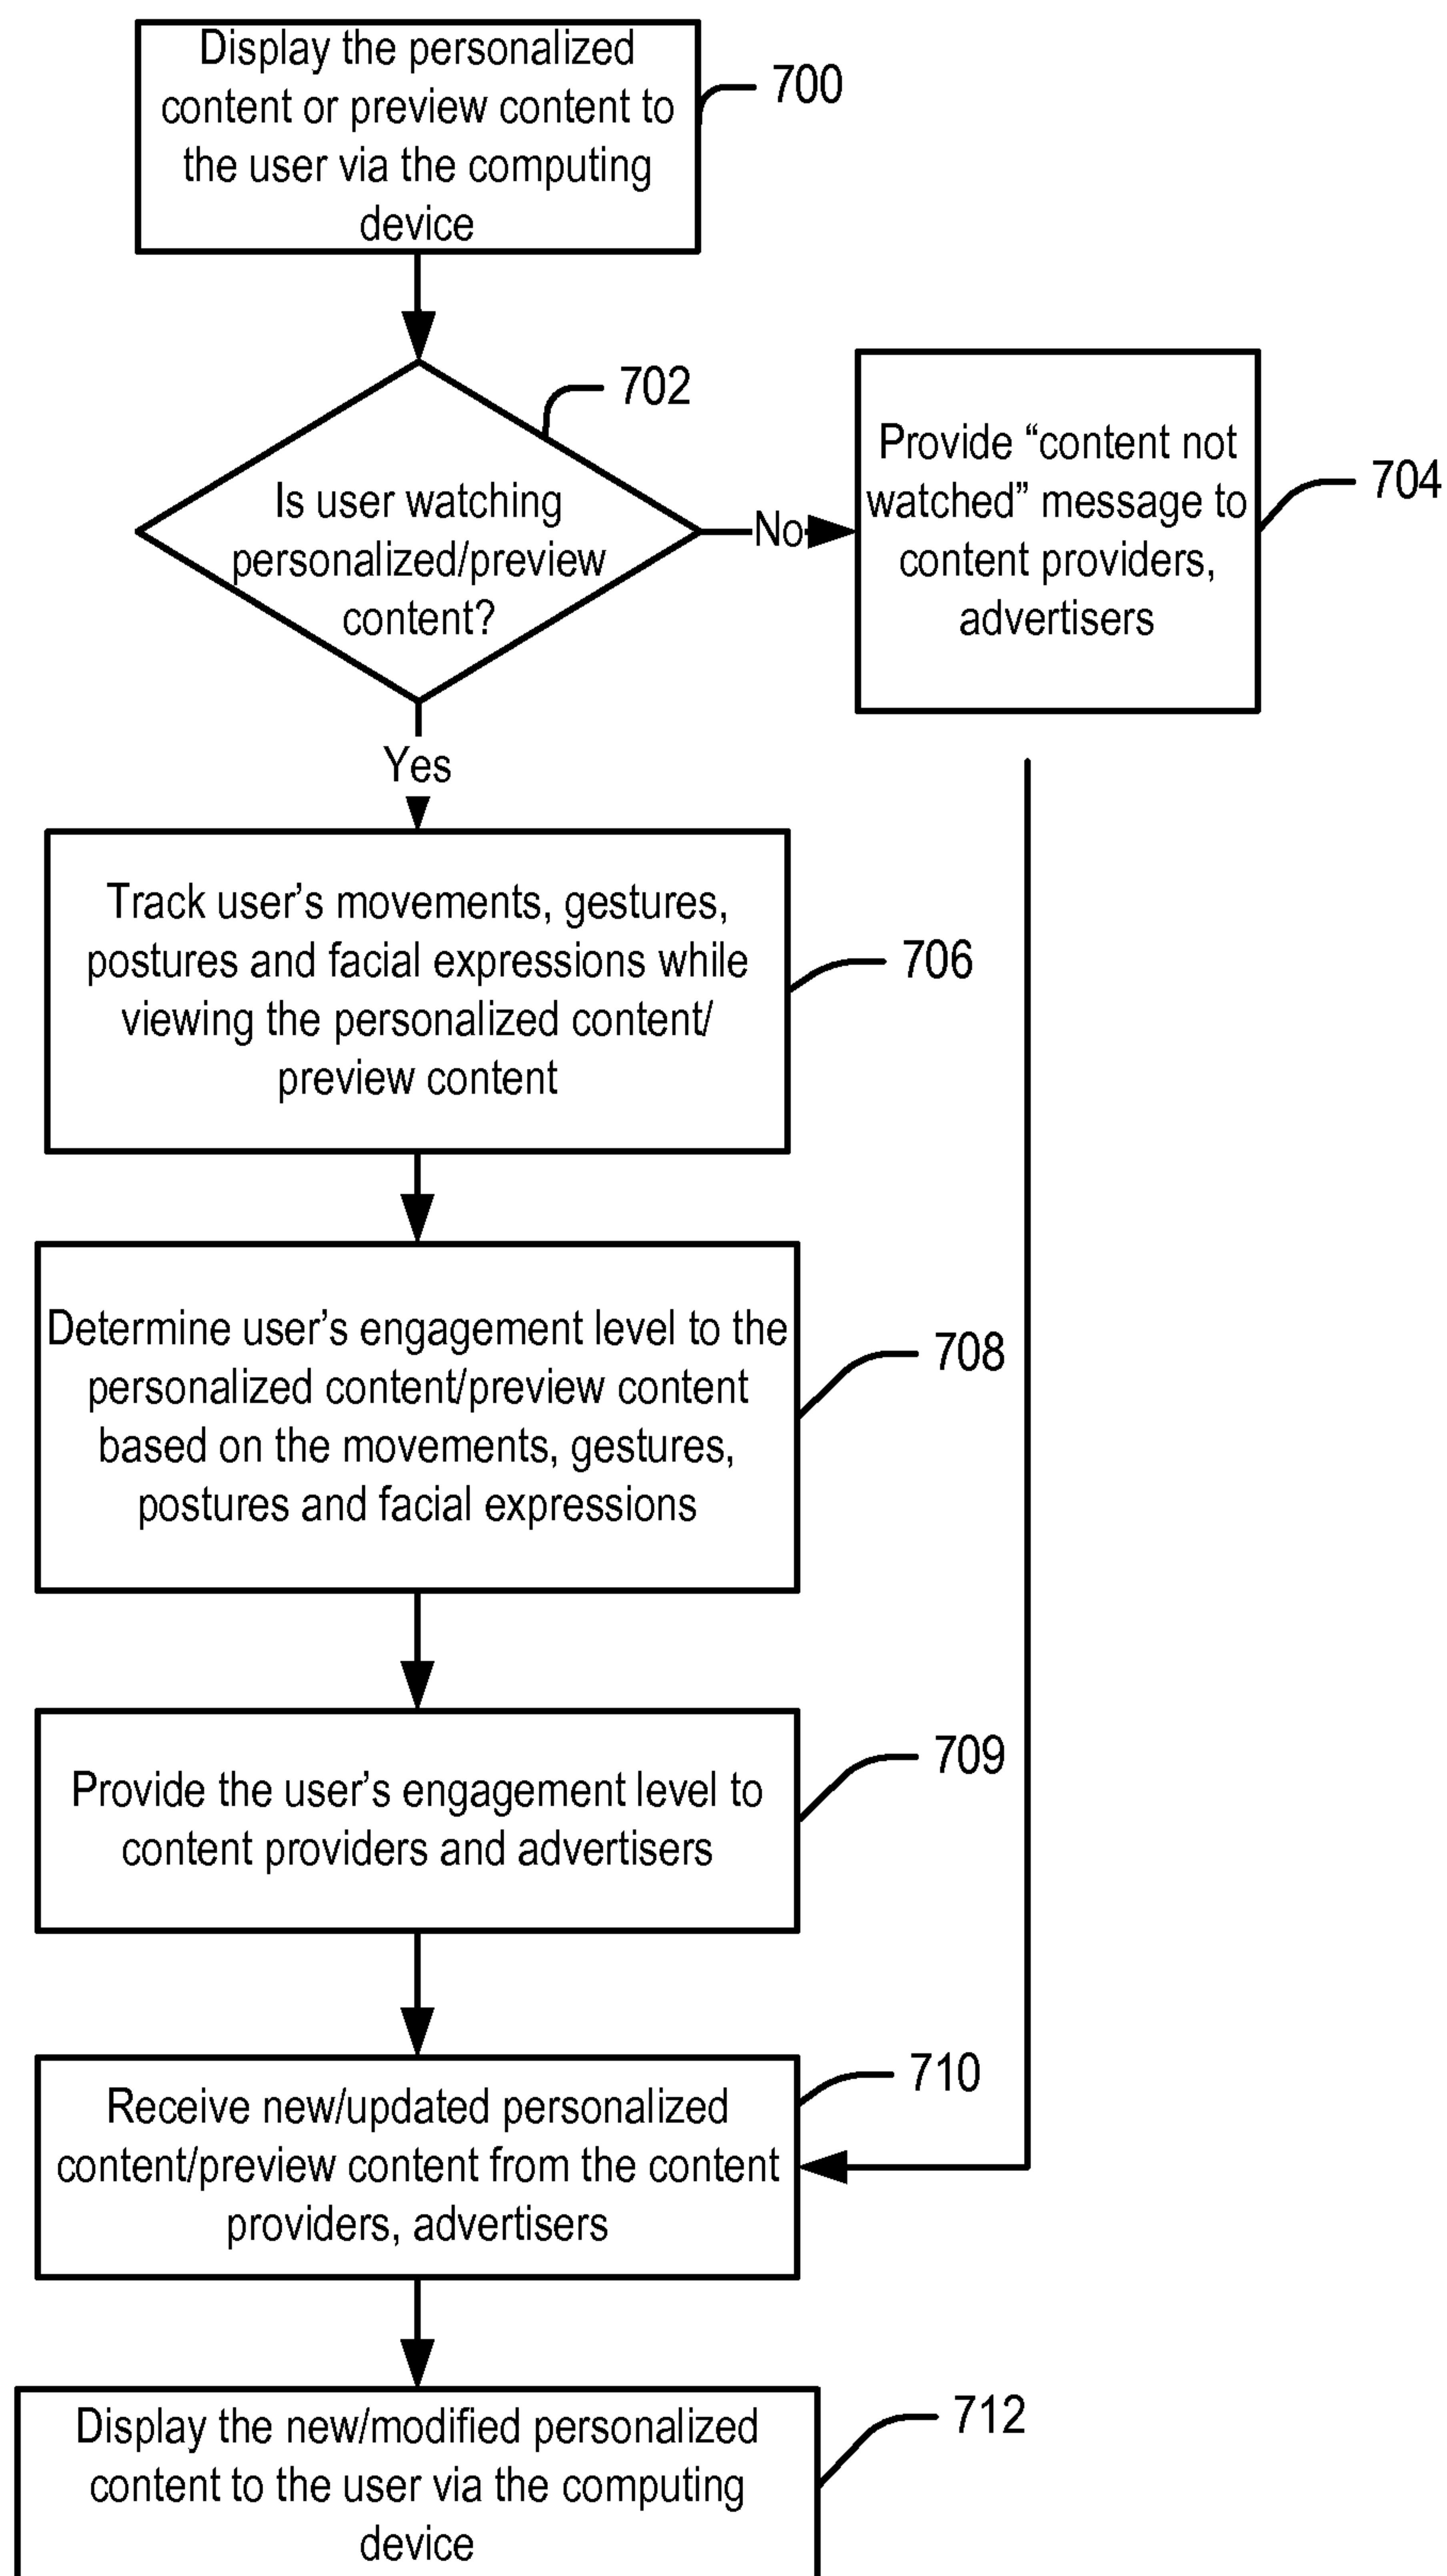 Display the personalized
content or preview content to
the user via the computing
device
700
702
Is user watching
personalized/preview
content?
No
Provide “content not
watched” message to
content providers,
advertisers
704
Yes
Track user’s movements, gestures,
postures and facial expressions while
viewing the personalized content/
preview content
706
Determine user’s engagement level to the
personalized content/preview content
based on the movements, gestures,
postures and facial expressions
708
Provide the user’s engagement level to
content providers and advertisers
709
Receive new/updated personalized
content/preview content from the content
providers, advertisers
710
Display the new/modified personalized
content to the user via the computing
device
712